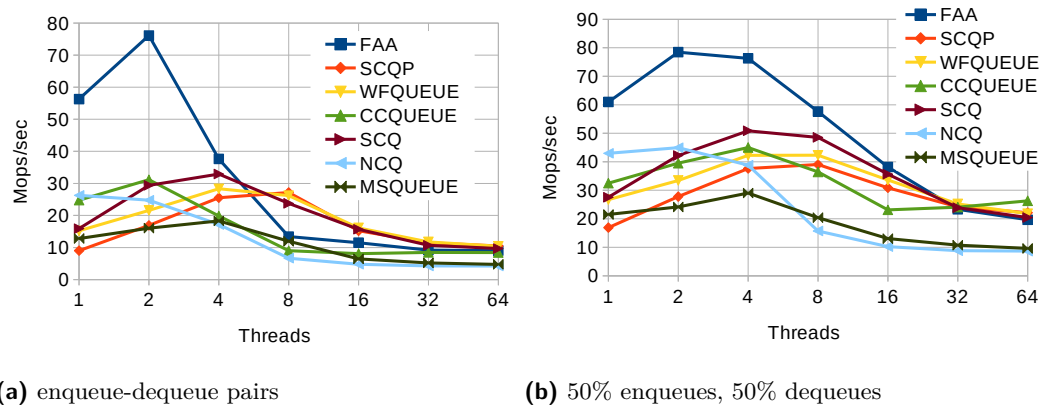 80
70
60
50
40
30
20
10
0
Mops/sec
1 2 4 8 16 32 64
Threads
FAA
SCQP
WFQUEUE
CCQUEUE
SCQ
NCQ
MSQUEUE
(a) enqueue-dequeue pairs
90
80
70
60
50
40
30
20
10
0
Mops/sec
1 2 4 8 16 32 64
Threads
FAA
SCQP
WFQUEUE
CCQUEUE
SCQ
NCQ
MSQUEUE
(b) 50% enqueues, 50% dequeues